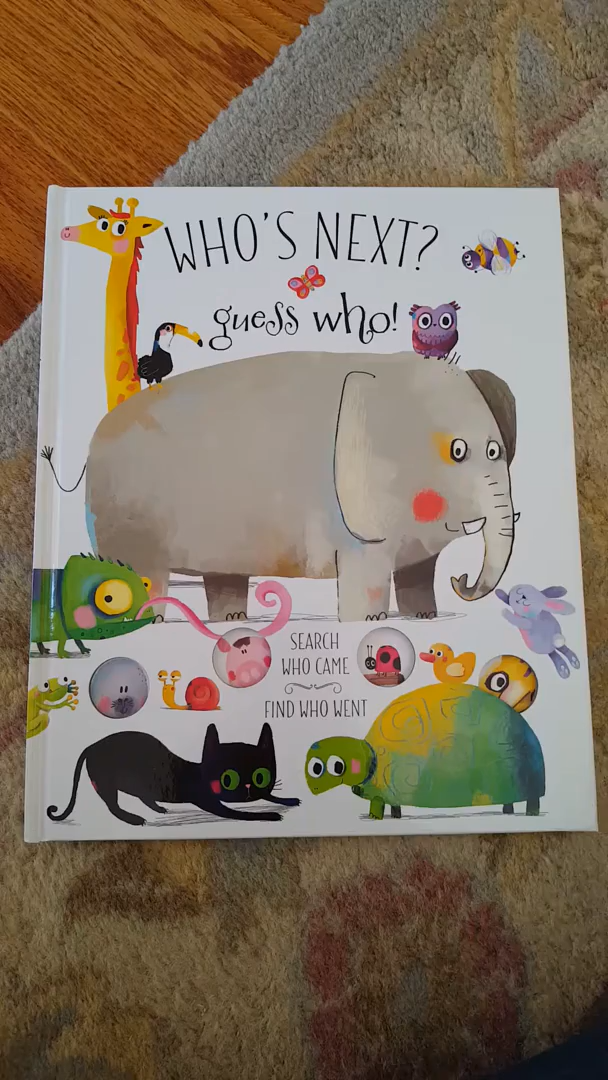 WHO'S NEXT?
guess who!
SEARCH
WHO CAME
FIND WHO WENT